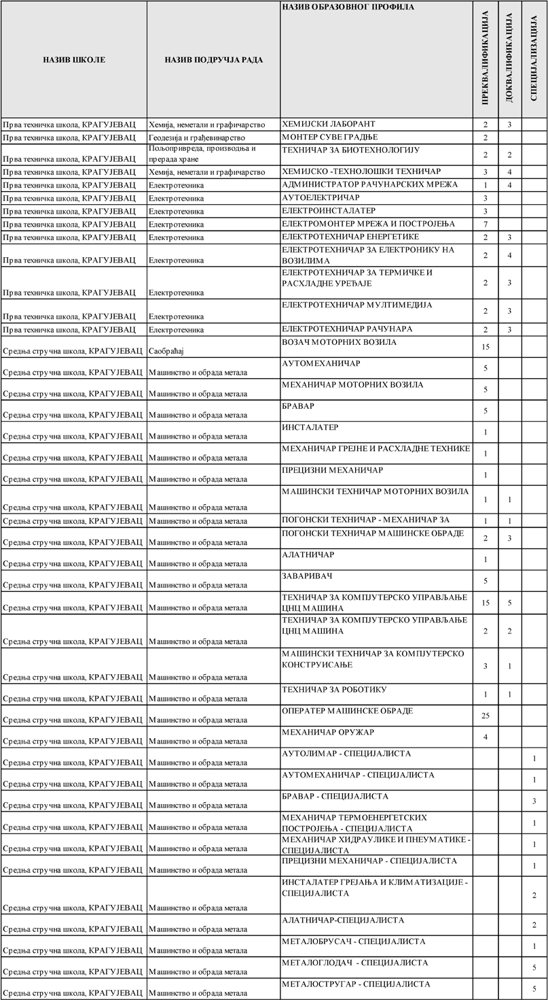 НАЗИВ ШКОЛЕ НАЗИВ ПОДРУЧЈА РАДА НАЗИВ ОБРАЗОВНОГ ПРОФИЛА ПРЕКВАЛИФИКАЦИЈА ДОКВАЛИФИКАЦИЈА СПЕЦИЈАЛИЗАЦИЈА
Прва техничка школа, КРАГУЈЕВАЦ Хемија, неметали и графичарство ХЕМИЈСКИ ЛАБОРАНТ 2 3
Прва техничка школа, КРАГУЈЕВАЦ Геодезија и грађевинарство МОНТЕР СУВЕ ГРАДЊЕ 2
Прва техничка школа, КРАГУЈЕВАЦ Пољопривреда, производња и
прерада хране ТЕХНИЧАР ЗА БИОТЕХНОЛОГИЈУ 2 2
Прва техничка школа, КРАГУЈЕВАЦ Хемија, неметали и графичарство ХЕМИЈСКО -ТЕХНОЛОШКИ ТЕХНИЧАР 3 4
Прва техничка школа, КРАГУЈЕВАЦ Електротехника АДМИНИСТРАТОР РАЧУНАРСКИХ МРЕЖА 1 4
Прва техничка школа, КРАГУЈЕВАЦ Електротехника АУТОЕЛЕКТРИЧАР 3
Прва техничка школа, КРАГУЈЕВАЦ Електротехника ЕЛЕКТРОИНСТАЛАТЕР 3
Прва техничка школа, КРАГУЈЕВАЦ Електротехника ЕЛЕКТРОМОНТЕР МРЕЖА И ПОСТРОЈЕЊА 7
Прва техничка школа, КРАГУЈЕВАЦ Електротехника ЕЛЕКТРОТЕХНИЧАР ЕНЕРГЕТИКЕ 2 3
Прва техничка школа, КРАГУЈЕВАЦ Електротехника ЕЛЕКТРОТЕХНИЧАР ЗА ЕЛЕКТРОНИКУ НА
ВОЗИЛИМА 2 4
Прва техничка школа, КРАГУЈЕВАЦ Електротехника ЕЛЕКТРОТЕХНИЧАР ЗА ТЕРМИЧКЕ И
РАСХЛАДНЕ УРЕЂАЈЕ 2 3
Прва техничка школа, КРАГУЈЕВАЦ Електротехника ЕЛЕКТРОТЕХНИЧАР МУЛТИМЕДИЈА 2 3
Прва техничка школа, КРАГУЈЕВАЦ Електротехника ЕЛЕКТРОТЕХНИЧАР РАЧУНАРА 2 3
Средња стручна школа, КРАГУЈЕВАЦ Саобраћај ВОЗАЧ МОТОРНИХ ВОЗИЛА 15
Средња стручна школа, КРАГУЈЕВАЦ Машинство и обрада метала АУТОМЕХАНИЧАР 5
Средња стручна школа, КРАГУЈЕВАЦ Машинство и обрада метала МЕХАНИЧАР МОТОРНИХ ВОЗИЛА 5
Средња стручна школа, КРАГУЈЕВАЦ Машинство и обрада метала БРАВАР 5
Средња стручна школа, КРАГУЈЕВАЦ Машинство и обрада метала ИНСТАЛАТЕР 1
Средња стручна школа, КРАГУЈЕВАЦ Машинство и обрада метала МЕХАНИЧАР ГРЕЈНЕ И РАСХЛАДНЕ ТЕХНИКЕ 1
Средња стручна школа, КРАГУЈЕВАЦ Машинство и обрада метала ПРЕЦИЗНИ МЕХАНИЧАР 1
Средња стручна школа, КРАГУЈЕВАЦ Машинство и обрада метала МАШИНСКИ ТЕХНИЧАР МОТОРНИХ ВОЗИЛА 1 1
Средња стручна школа, КРАГУЈЕВАЦ Машинство и обрада метала ПОГОНСКИ ТЕХНИЧАР - МЕХАНИЧАР ЗА 1 1
Средња стручна школа, КРАГУЈЕВАЦ Машинство и обрада метала ПОГОНСКИ ТЕХНИЧАР МАШИНСКЕ ОБРАДЕ 2 3
Средња стручна школа, КРАГУЈЕВАЦ Машинство и обрада метала АЛАТНИЧАР 1
Средња стручна школа, КРАГУЈЕВАЦ Машинство и обрада метала ЗАВАРИВАЧ 5
Средња стручна школа, КРАГУЈЕВАЦ Машинство и обрада метала ТЕХНИЧАР ЗА КОМПЈУТЕРСКО УПРАВЉАЊЕ
ЦНЦ МАШИНА 15 5
Средња стручна школа, КРАГУЈЕВАЦ Машинство и обрада метала ТЕХНИЧАР ЗА КОМПЈУТЕРСКО УПРАВЉАЊЕ
ЦНЦ МАШИНА 2 2
Средња стручна школа, КРАГУЈЕВАЦ Машинство и обрада метала МАШИНСКИ ТЕХНИЧАР ЗА КОМПЈУТЕРСКО
КОНСТРУИСАЊЕ 3 1
Средња стручна школа, КРАГУЈЕВАЦ Машинство и обрада метала ТЕХНИЧАР ЗА РОБОТИКУ 1 1
Средња стручна школа, КРАГУЈЕВАЦ Машинство и обрада метала ОПЕРАТЕР МАШИНСКЕ ОБРАДЕ 25
Средња стручна школа, КРАГУЈЕВАЦ Машинство и обрада метала МЕХАНИЧАР ОРУЖАР 4
Средња стручна школа, КРАГУЈЕВАЦ Машинство и обрада метала АУТОЛИМАР - СПЕЦИЈАЛИСТА 1
Средња стручна школа, КРАГУЈЕВАЦ Машинство и обрада метала АУТОМЕХАНИЧАР - СПЕЦИЈАЛИСТА 1
Средња стручна школа, КРАГУЈЕВАЦ Машинство и обрада метала БРАВАР - СПЕЦИЈАЛИСТА 3
Средња стручна школа, КРАГУЈЕВАЦ Машинство и обрада метала МЕХАНИЧАР ТЕРМОЕНЕРГЕТСКИХ
ПОСТРОЈЕЊА - СПЕЦИЈАЛИСТА 1
Средња стручна школа, КРАГУЈЕВАЦ Машинство и обрада метала МЕХАНИЧАР ХИДРАУЛИКЕ И ПНЕУМАТИКЕ -
СПЕЦИЈАЛИСТА 1
Средња стручна школа, КРАГУЈЕВАЦ Машинство и обрада метала ПРЕЦИЗНИ МЕХАНИЧАР - СПЕЦИЈАЛИСТА 1
Средња стручна школа, КРАГУЈЕВАЦ Машинство и обрада метала ИНСТАЛАТЕР ГРЕЈАЊА И КЛИМАТИЗАЦИЈЕ -
СПЕЦИЈАЛИСТА 2
Средња стручна школа, КРАГУЈЕВАЦ Машинство и обрада метала АЛАТНИЧАР-СПЕЦИЈАЛИСТА 2
Средња стручна школа, КРАГУЈЕВАЦ Машинство и обрада метала МЕТАЛОБРУСАЧ - СПЕЦИЈАЛИСТА 1
Средња стручна школа, КРАГУЈЕВАЦ Машинство и обрада метала МЕТАЛОГЛОДАЧ - СПЕЦИЈАЛИСТА 5
Средња стручна школа, КРАГУЈЕВАЦ Машинство и обрада метала МЕТАЛОСТРУГАР - СПЕЦИЈАЛИСТА 5